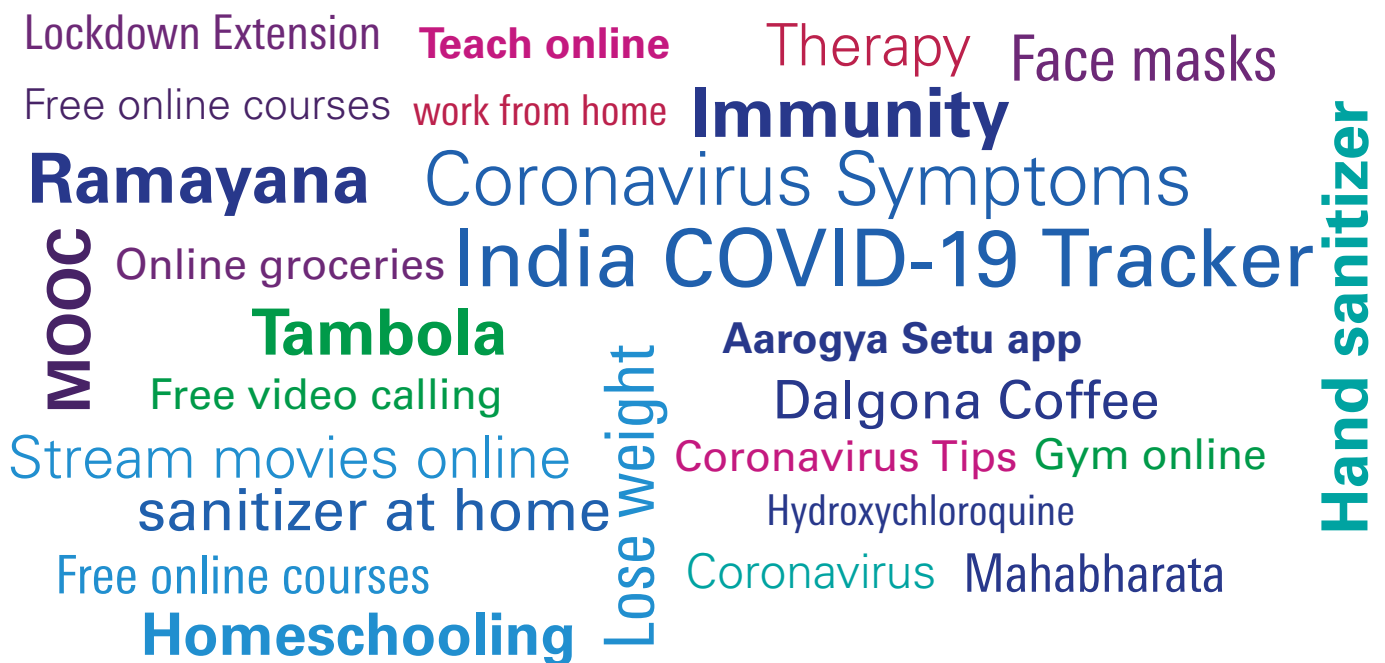 Lockdown Extension
Teach online
Therapy
Face masks
Free online courses
work from home
Immunity
Ramayana
Coronavirus Symptoms
Hand sanitizer
MOOC
Online groceries
India COVID-19 Tracker
Tambola
Aarogya Setu app
Free video calling
Lose weight
Dalgona Coffee
Stream movies online
Coronavirus Tips
Gym online
sanitizer at home
Hydroxychloroquine
Free online courses
Coronavirus
Mahabharata
Homeschooling